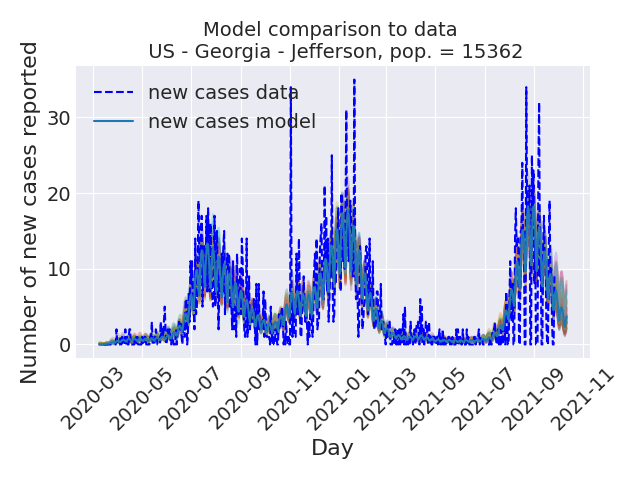 Model comparison to data
US - Georgia - Jefferson, pop. = 15362
Number of new cases reported
30
20
10
0
new cases data
new cases model
2020-03
2020-05
2020-07
2020-09
2020-11
2021-01
2021-03
2021-05
2021-07
2021-09
2021-11
Day